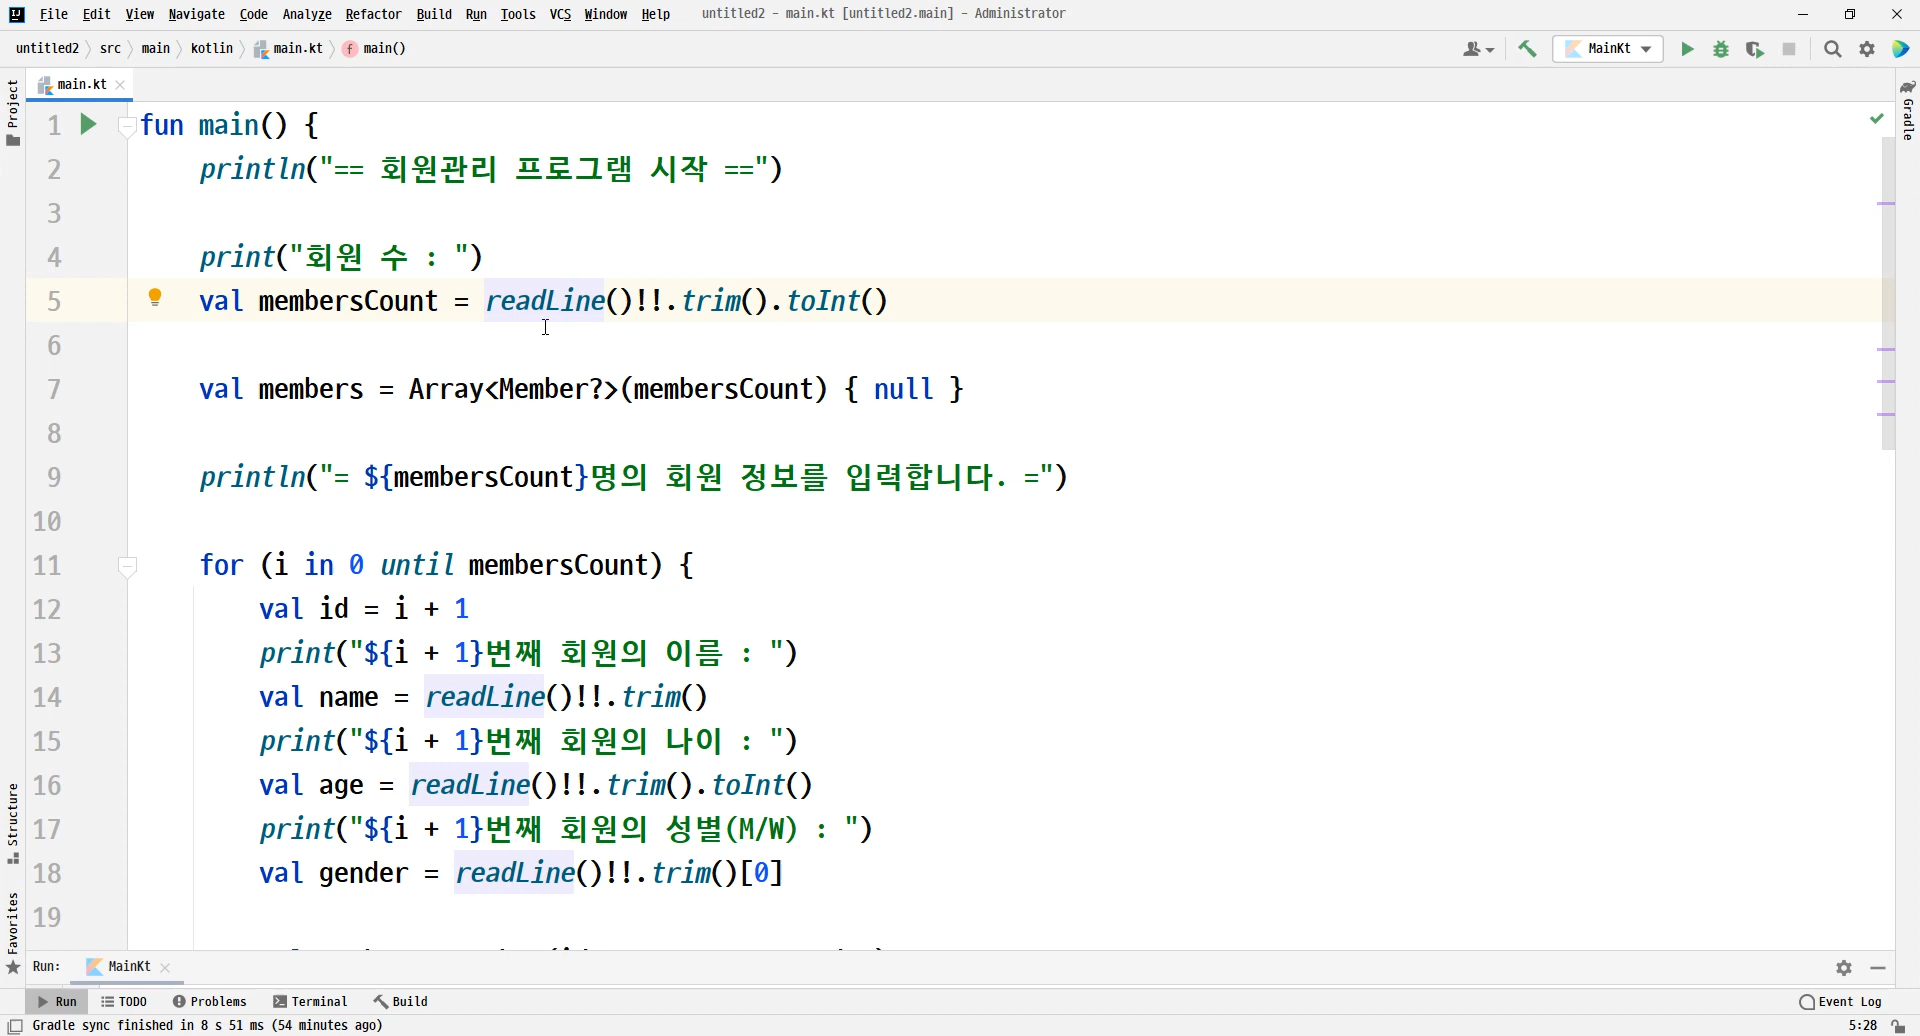 File Edit View Navigate Code Analyze Refactor Build Run Tools VCS Window Help untitled2 - main.kt [untitled2.main] - Administrator
untitled2 src main kotlin main.kt main() MainKt
Project main.kt Gradle
1 fun main() {
2 println("== 회원관리 프로그램 시작 ==")
3
4 print("회원 수 : ")
5 val membersCount = readLine()!!.trim().toInt()
6
7 val members = Array<Member?>(membersCount) { null }
8
9 println("= ${membersCount}명의 회원 정보를 입력합니다. =")
10
11 for (i in 0 until membersCount) {
12 val id = i + 1
13 print("${i + 1}번째 회원의 이름 : ")
14 val name = readLine()!!.trim()
15 print("${i + 1}번째 회원의 나이 : ")
16 val age = readLine()!!.trim().toInt()
17 print("${i + 1}번째 회원의 성별(M/W) : ")
18 val gender = readLine()!!.trim()[0]
19
Structure
Favorites
Run: MainKt
Run TODO Problems Terminal Build Event Log
Gradle sync finished in 8 s 51 ms (54 minutes ago) 5:28